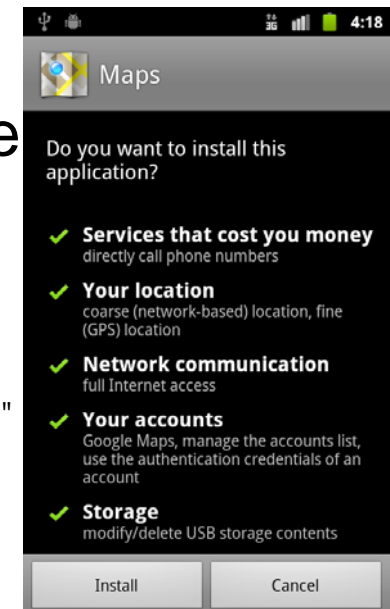 3G 4:18
Maps
e
Do you want to install this
application?
Services that cost you money
directly call phone numbers
Your location
coarse (network-based) location, fine
(GPS) location
Network communication
full Internet access
"
Your accounts
Google Maps, manage the accounts list,
use the authentication credentials of an
account
Storage
modify/delete USB storage contents
Install Cancel